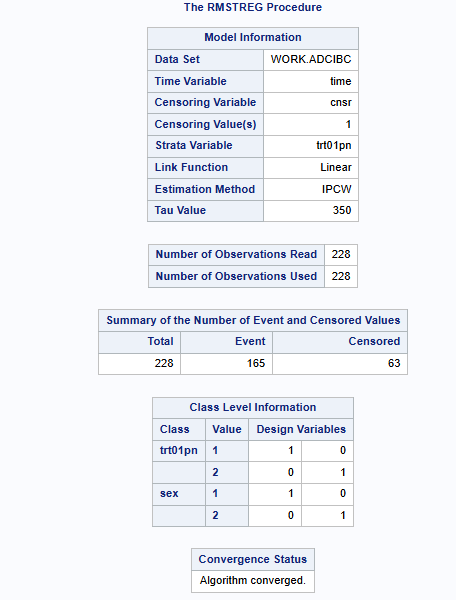 The RMSTREG Procedure
Model Information
Data Set WORK.ADCIBC
Time Variable time
Censoring Variable cnsr
Censoring Value(s) 1
Strata Variable trt01pn
Link Function Linear
Estimation Method IPCW
Tau Value 350
Number of Observations Read 228
Number of Observations Used 228
Summary of the Number of Event and Censored Values
Total Event Censored
228 165 63
Class Level Information
Class Value Design Variables
trt01pn 1 1 0
2 0 1
sex 1 1 0
2 0 1
Convergence Status
Algorithm converged.